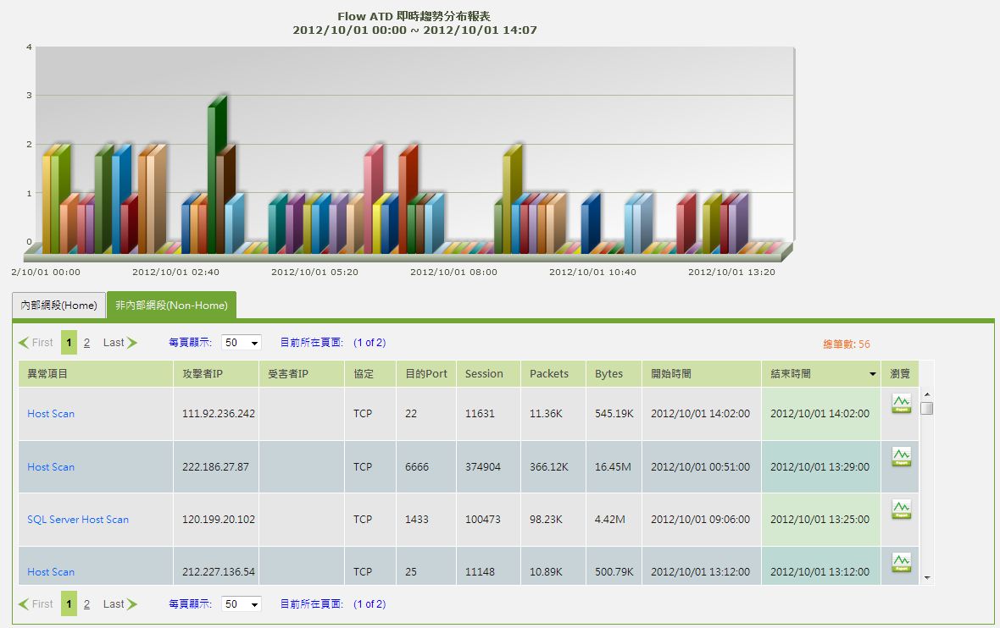 Flow ATD 即時趨勢分布報表
2012/10/01 00:00 ~ 2012/10/01 14:07
4
3
2
1
0
2/10/01 00:00 2012/10/01 02:40 2012/10/01 05:20 2012/10/01 08:00 2012/10/01 10:40 2012/10/01 13:20
內部網段(Home) 非內部網段(Non-Home)
First 1 2 Last 每頁顯示: 50 目前所在頁面: (1 of 2) 總筆數: 56
異常項目 攻擊者IP 受害者IP 協定 目的Port Session Packets Bytes 開始時間 結束時間 瀏覽
Host Scan 111.92.236.242 TCP 22 11631 11.36K 545.19K 2012/10/01 14:02:00 2012/10/01 14:02:00 Report
Host Scan 222.186.27.87 TCP 6666 374904 366.12K 16.45M 2012/10/01 00:51:00 2012/10/01 13:29:00 Report
SQL Server Host Scan 120.199.20.102 TCP 1433 100473 98.23K 4.42M 2012/10/01 09:06:00 2012/10/01 13:25:00 Report
Host Scan 212.227.136.54 TCP 25 11148 10.89K 500.79K 2012/10/01 13:12:00 2012/10/01 13:12:00 Report
First 1 2 Last 每頁顯示: 50 目前所在頁面: (1 of 2)